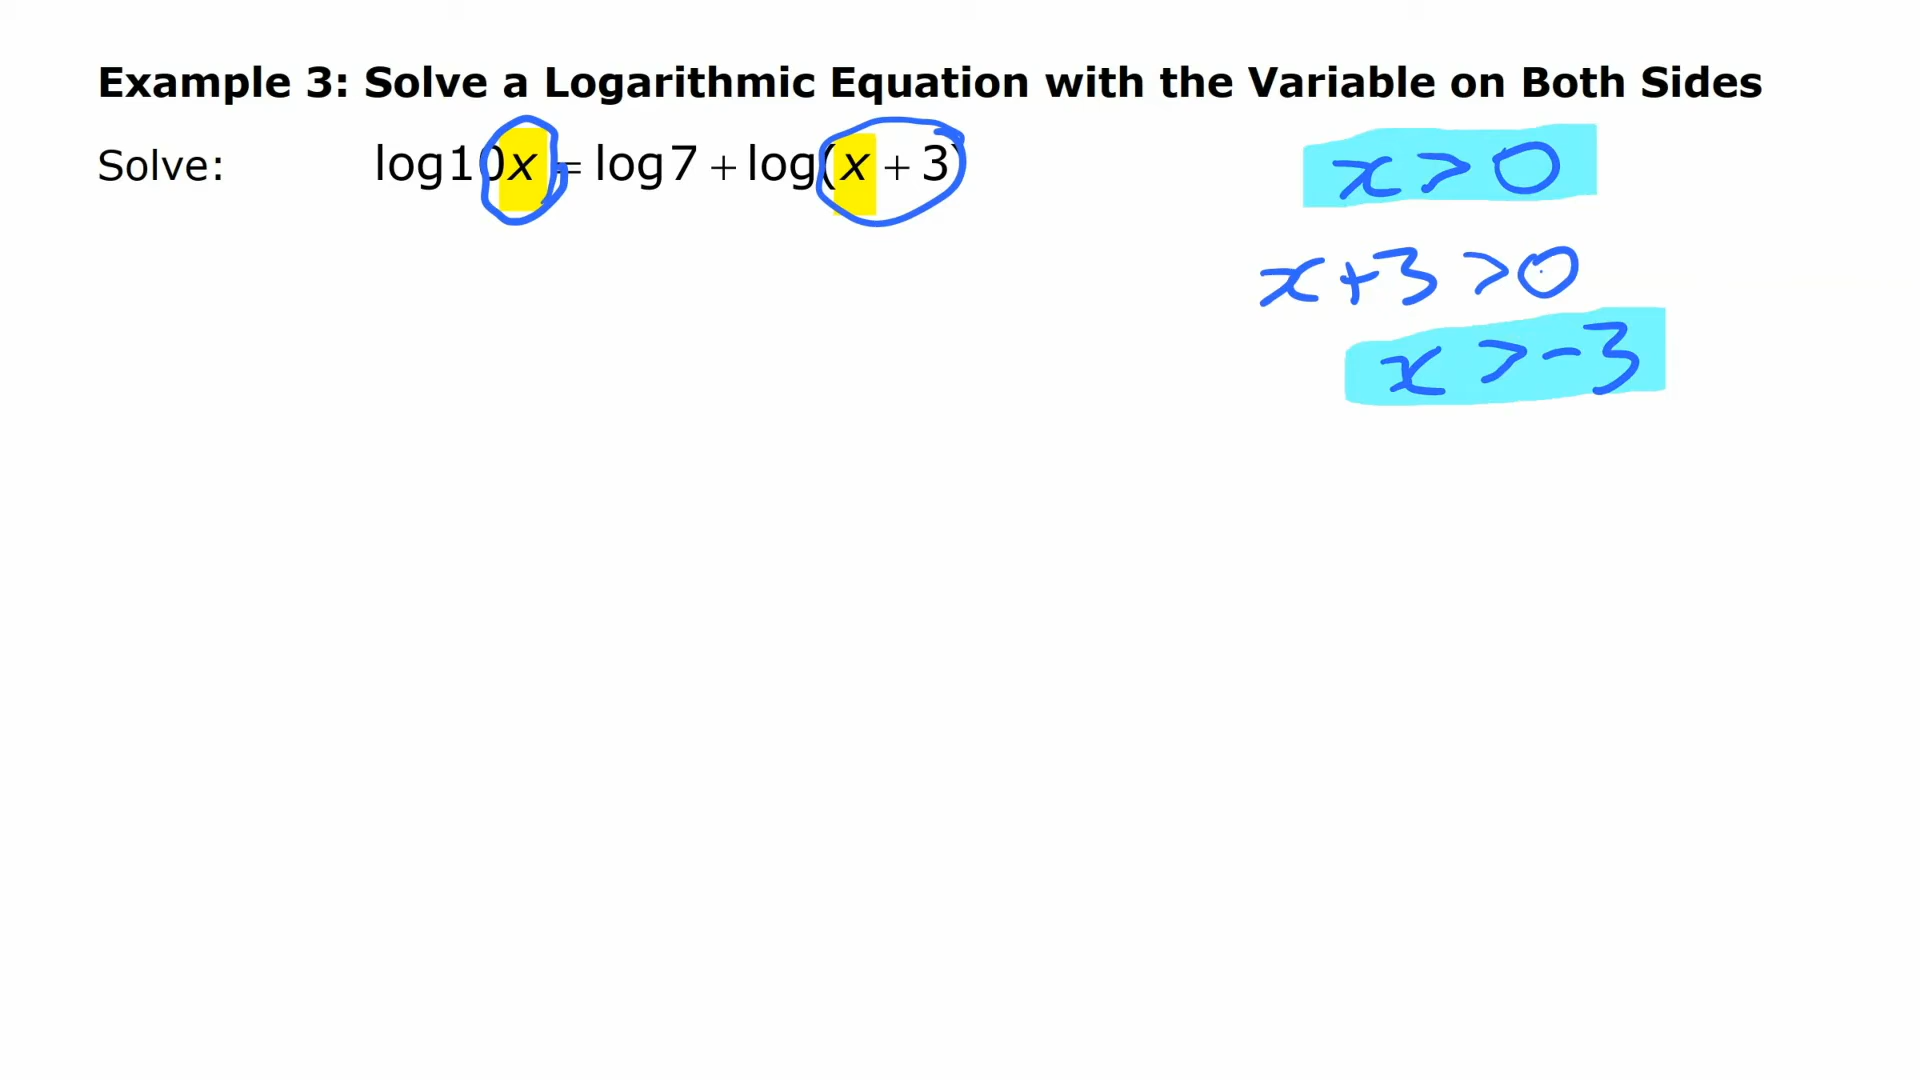 Example 3: Solve a Logarithmic Equation with the Variable on Both Sides
Solve: log10x = log7 + log(x + 3)
x > 0
x + 3 > 0
x > -3